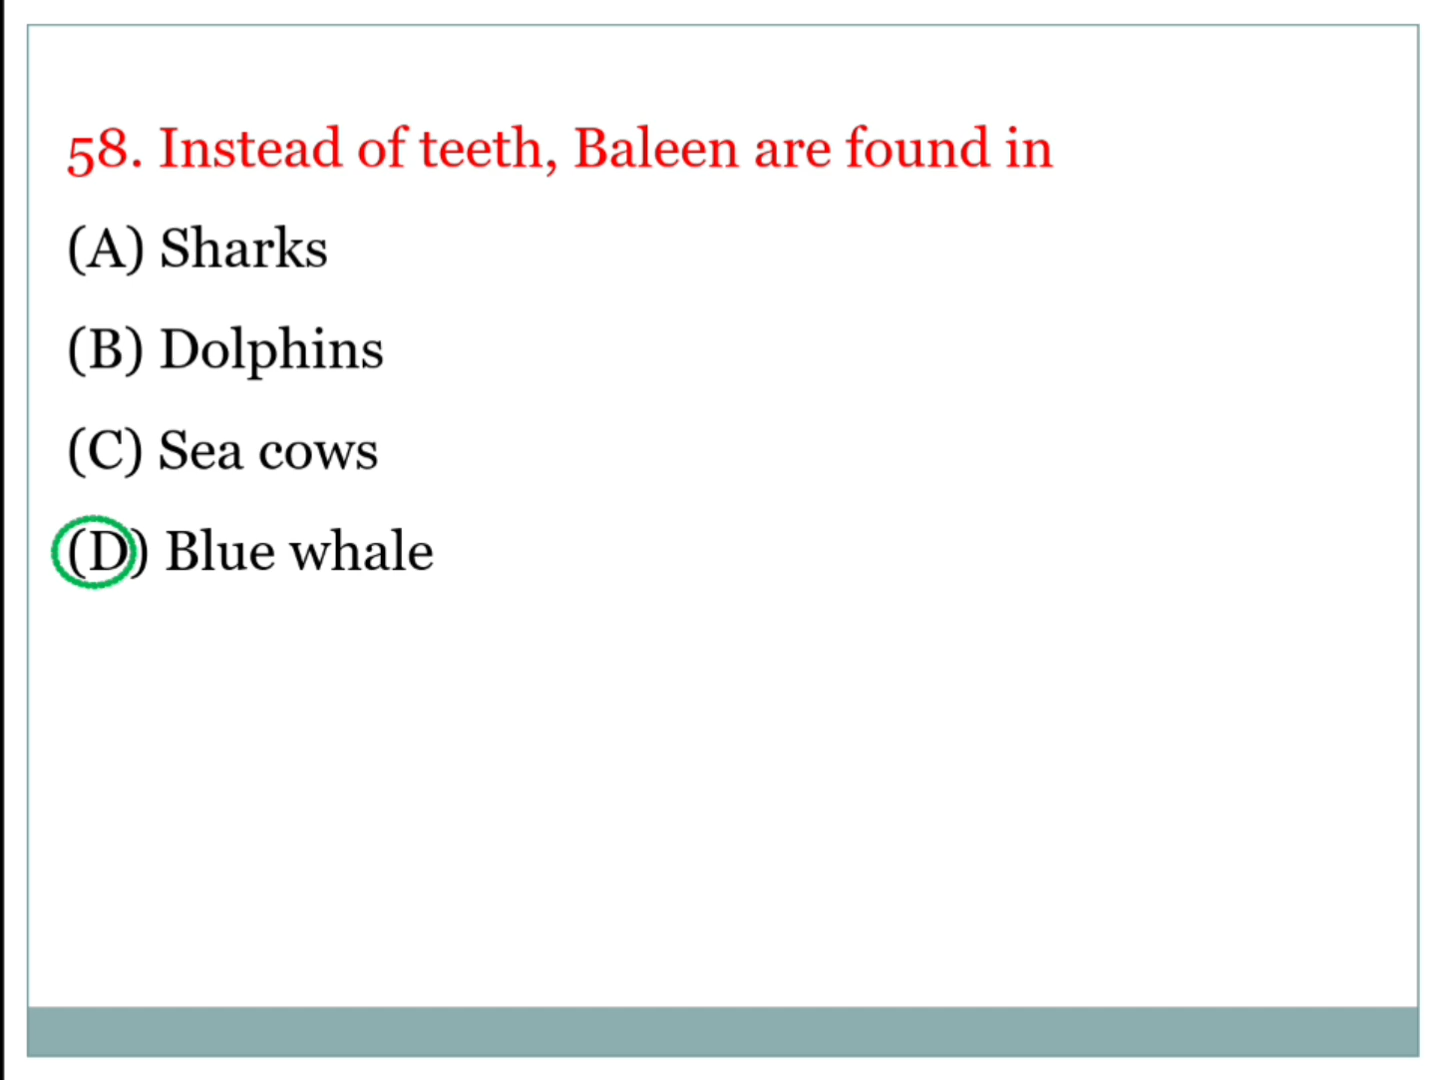 58. Instead of teeth, Baleen are found in
(A) Sharks
(B) Dolphins
(C) Sea cows
(D) Blue whale